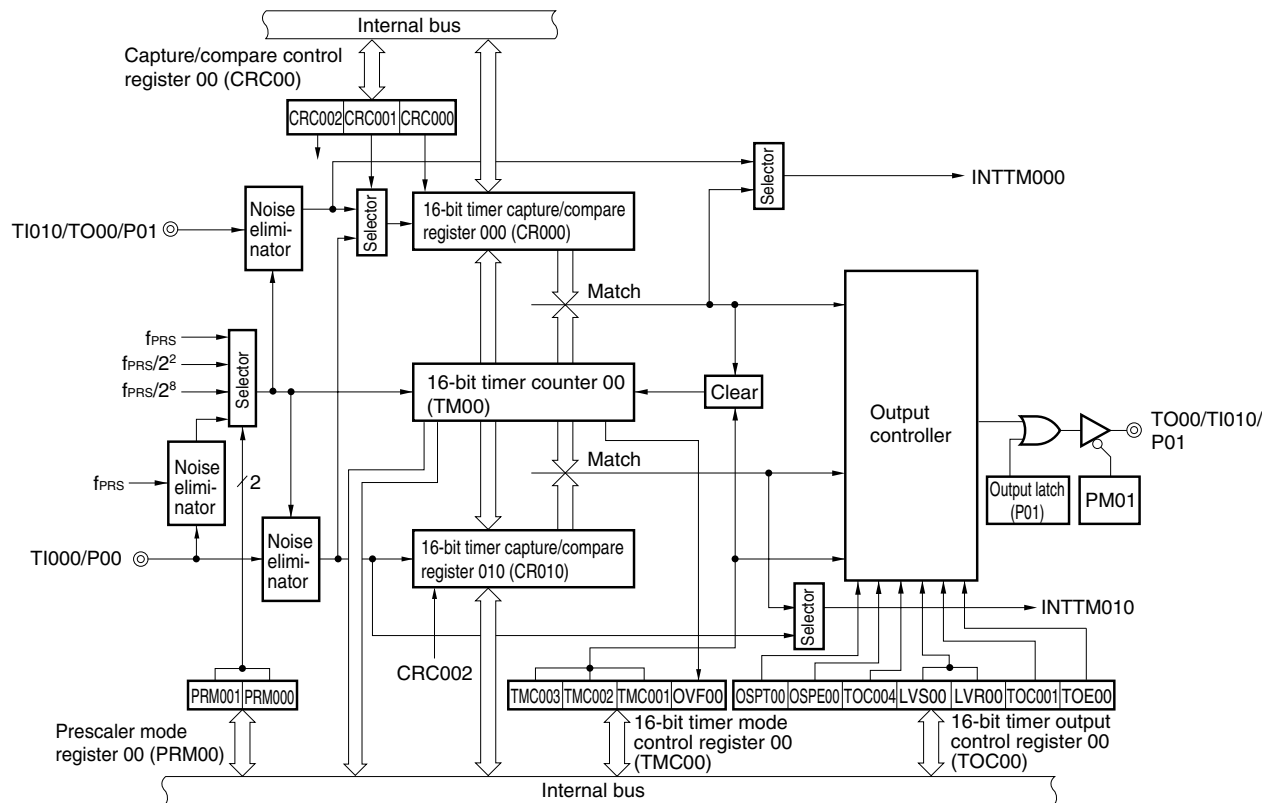 Internal bus
Capture/compare control
register 00 (CRC00)
CRC002 CRC001 CRC000
TI010/TO00/P01
Noise
elimi-
nator
Selector
16-bit timer capture/compare
register 000 (CR000)
Selector
INTTM000
Match
fPRS
fPRS/2²
fPRS/2⁸
Selector
16-bit timer counter 00
(TM00)
Clear
Output
controller
TO00/TI010/
P01
Output latch
(P01)
PM01
fPRS
Noise
elimi-
nator
2
Match
TI000/P00
Noise
elimi-
nator
16-bit timer capture/compare
register 010 (CR010)
Selector
INTTM010
CRC002
PRM001 PRM000
TMC003 TMC002 TMC001 OVF00
OSPT00 OSPE00 TOC004 LVS00 LVR00 TOC001 TOE00
Prescaler mode
register 00 (PRM00)
16-bit timer mode
control register 00
(TMC00)
16-bit timer output
control register 00
(TOC00)
Internal bus